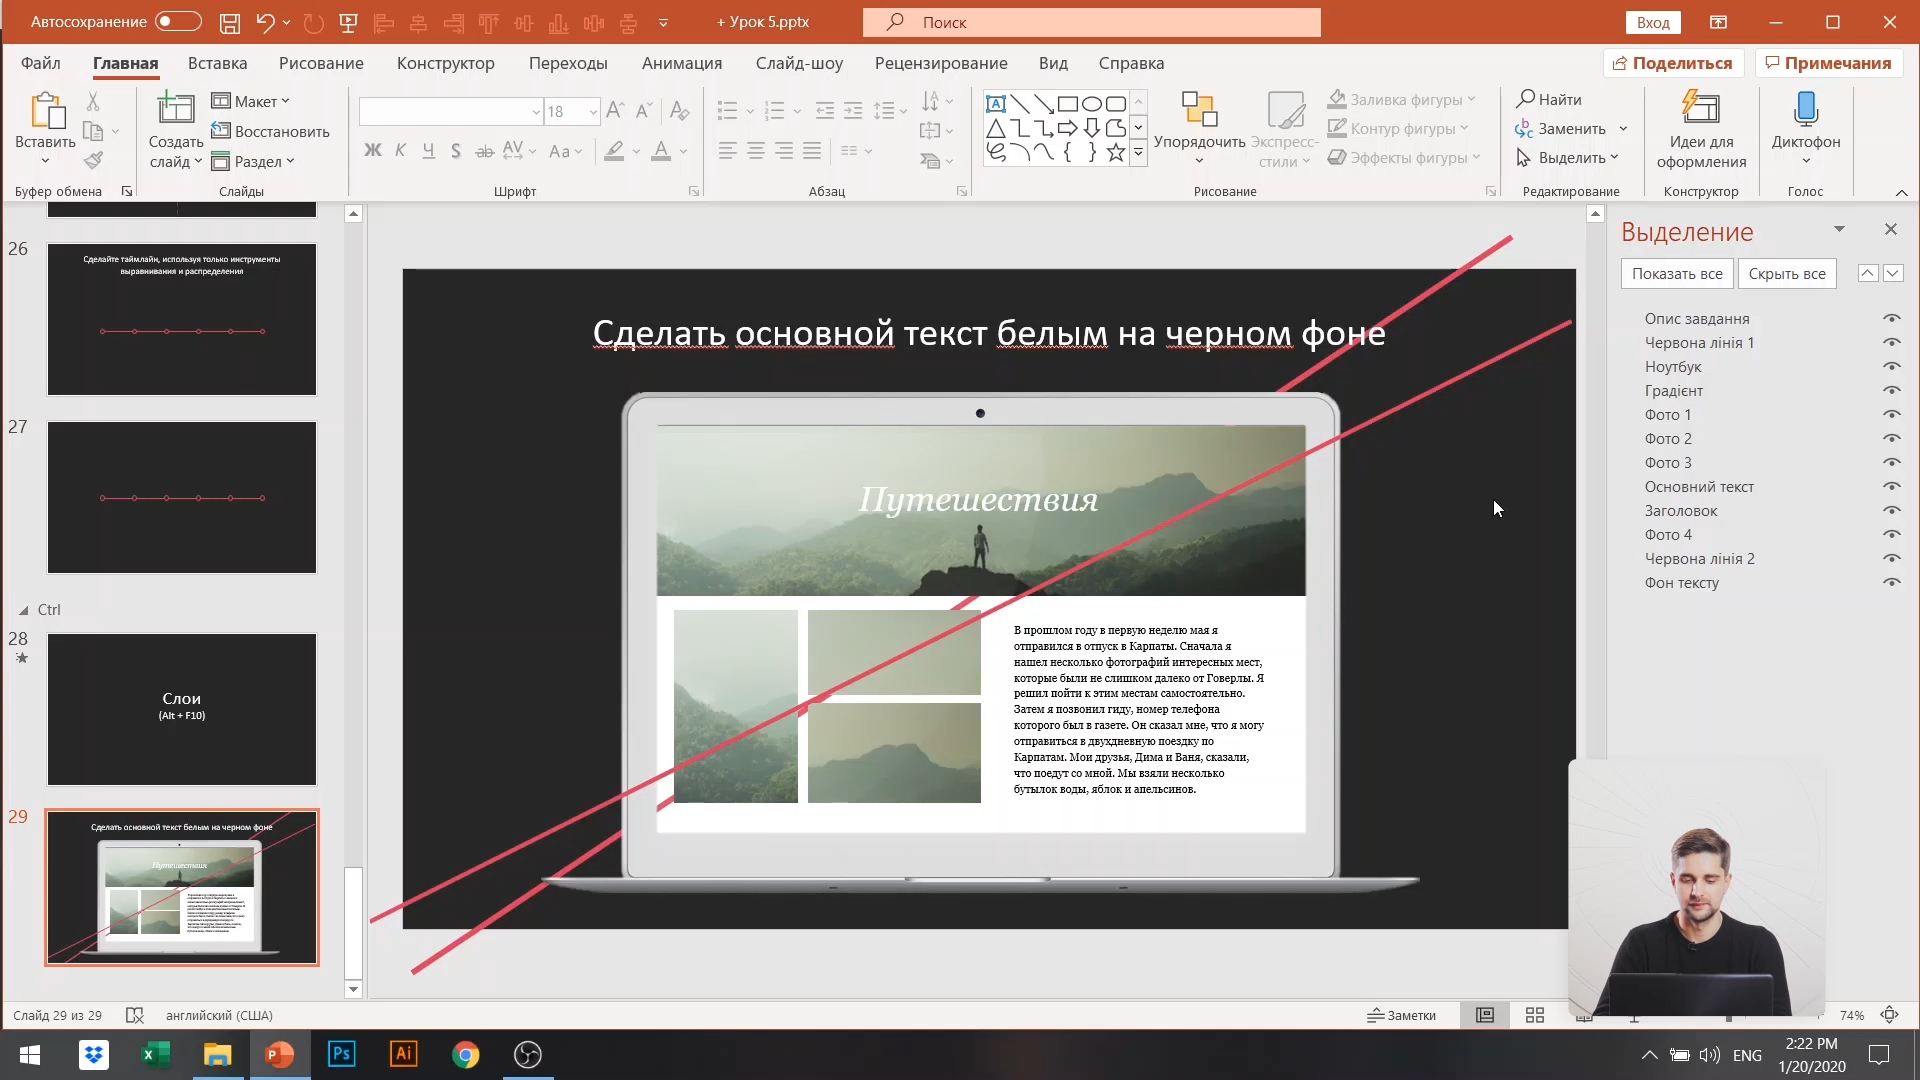 Автосохранение
+ Урок 5.pptx
Поиск
Вход
Файл
Главная
Вставка
Рисование
Конструктор
Переходы
Анимация
Слайд-шоу
Рецензирование
Вид
Справка
Поделиться
Примечания
Вставить
Создать
слайд
Макет
Восстановить
Раздел
18
Ж К Ч S ab AV Aa A
Упорядочить
Экспресс-
стили
Заливка фигуры
Контур фигуры
Эффекты фигуры
Найти
Заменить
Выделить
Идеи для
оформления
Диктофон
Буфер обмена
Слайды
Шрифт
Абзац
Рисование
Редактирование
Конструктор
Голос
26
Сделайте таймлайн, используя только инструменты
выравнивания и распределения
27
Ctrl
28
Слои
(Alt + F10)
29
Сделать основной текст белым на черном фоне
Путешествия
Сделать основной текст белым на черном фоне
Путешествия
В прошлом году в первую неделю мая я
отправился в отпуск в Карпаты. Сначала я
нашел несколько фотографий интересных мест,
которые были не слишком далеко от Говерлы. Я
решил пойти к этим местам самостоятельно.
Затем я позвонил гиду, номер телефона
которого был в газете. Он сказал мне, что я могу
отправиться в двухдневную поездку по
Карпатам. Мои друзья, Дима и Ваня, сказали,
что поедут со мной. Мы взяли несколько
бутылок воды, яблок и апельсинов.
Выделение
Показать все
Скрыть все
Опис завдання
Червона лінія 1
Ноутбук
Градієнт
Фото 1
Фото 2
Фото 3
Основний текст
Заголовок
Фото 4
Червона лінія 2
Фон тексту
Слайд 29 из 29
английский (США)
Заметки
74%
Ps
Ai
ENG
2:22 PM
1/20/2020